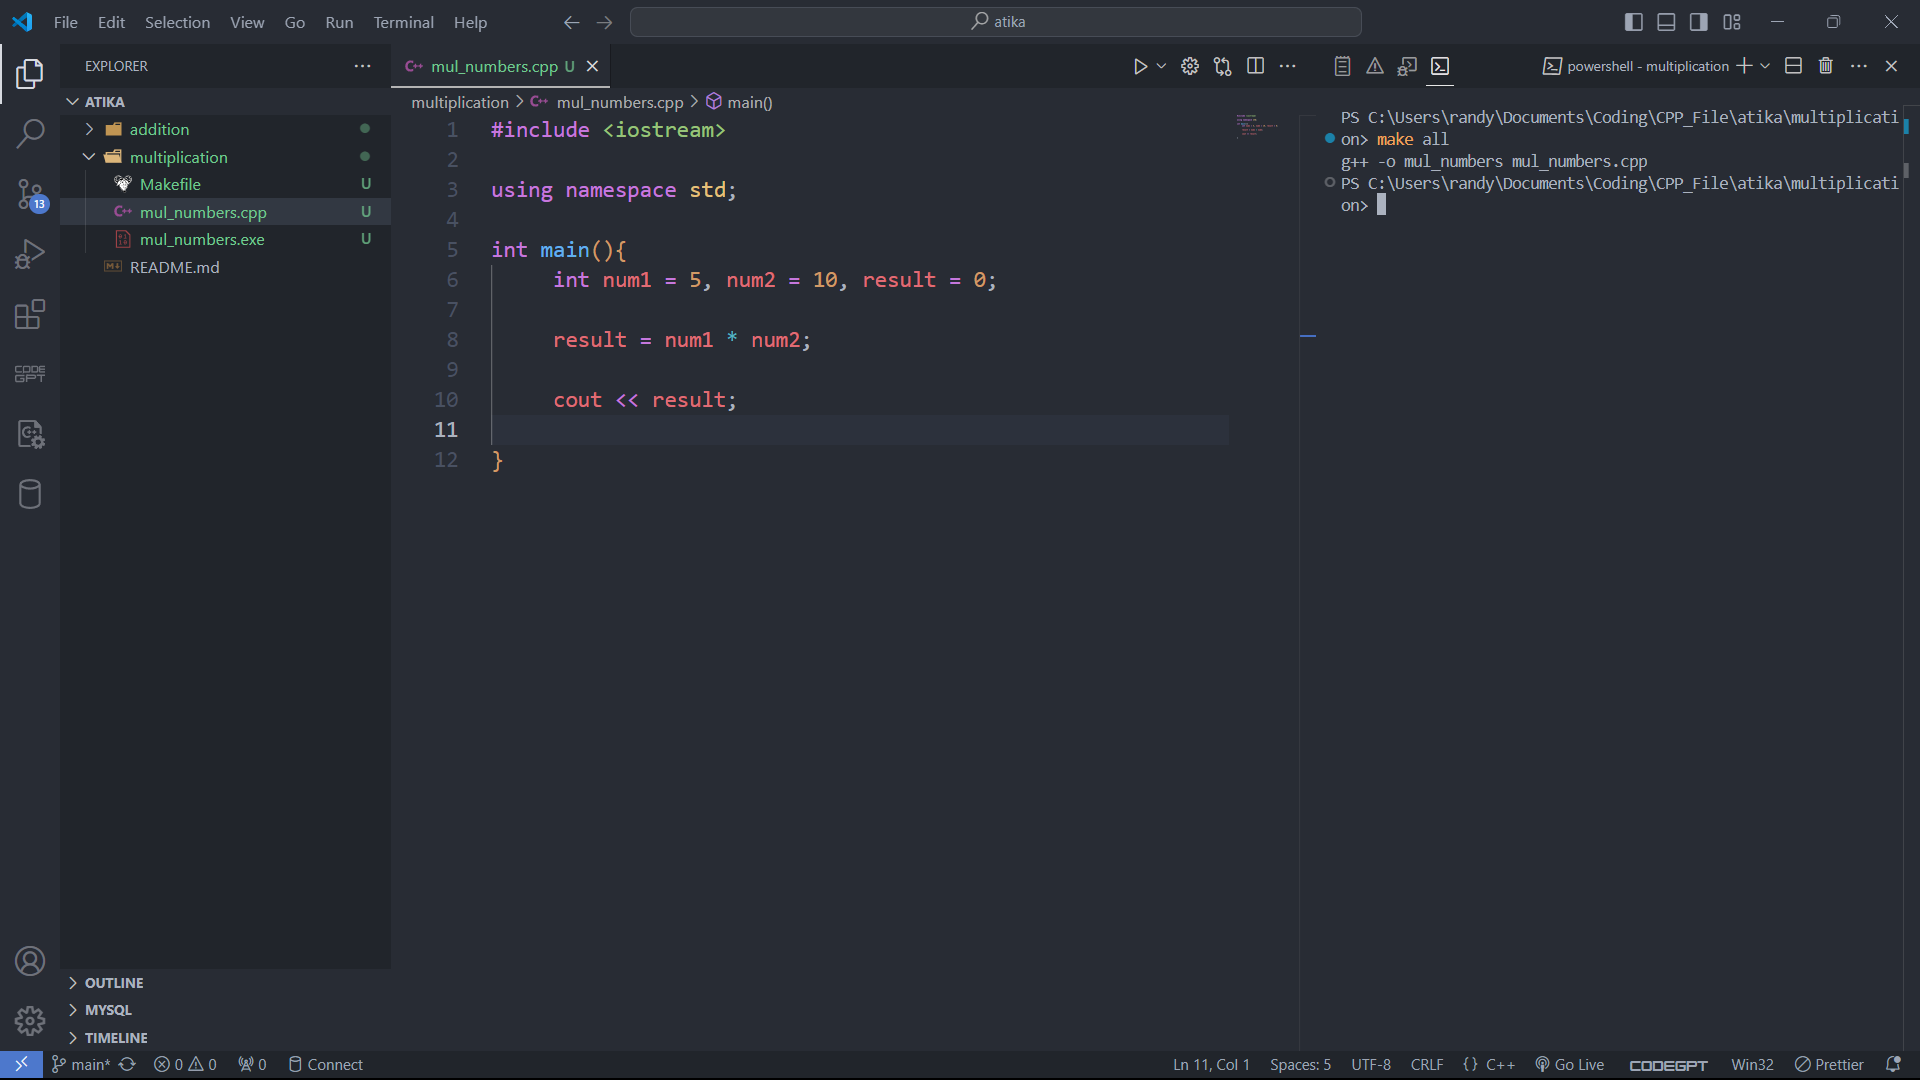 File Edit Selection View Go Run Terminal Help
atika
EXPLORER
ATIKA
addition
multiplication
Makefile U
mul_numbers.cpp U
mul_numbers.exe U
README.md
13
CODE
GPT
OUTLINE
MYSQL
TIMELINE
C++ mul_numbers.cpp U
multiplication > C++ mul_numbers.cpp > main()
1 #include <iostream>
2
3 using namespace std;
4
5 int main(){
6 int num1 = 5, num2 = 10, result = 0;
7
8 result = num1 * num2;
9
10 cout << result;
11
12 }
powershell - multiplication
PS C:\Users\randy\Documents\Coding\CPP_File\atika\multiplicati
on> make all
g++ -o mul_numbers mul_numbers.cpp
PS C:\Users\randy\Documents\Coding\CPP_File\atika\multiplicati
on>
main* 0 0 0 Connect Ln 11, Col 1 Spaces: 5 UTF-8 CRLF {} C++ Go Live CODEGPT Win32 Prettier